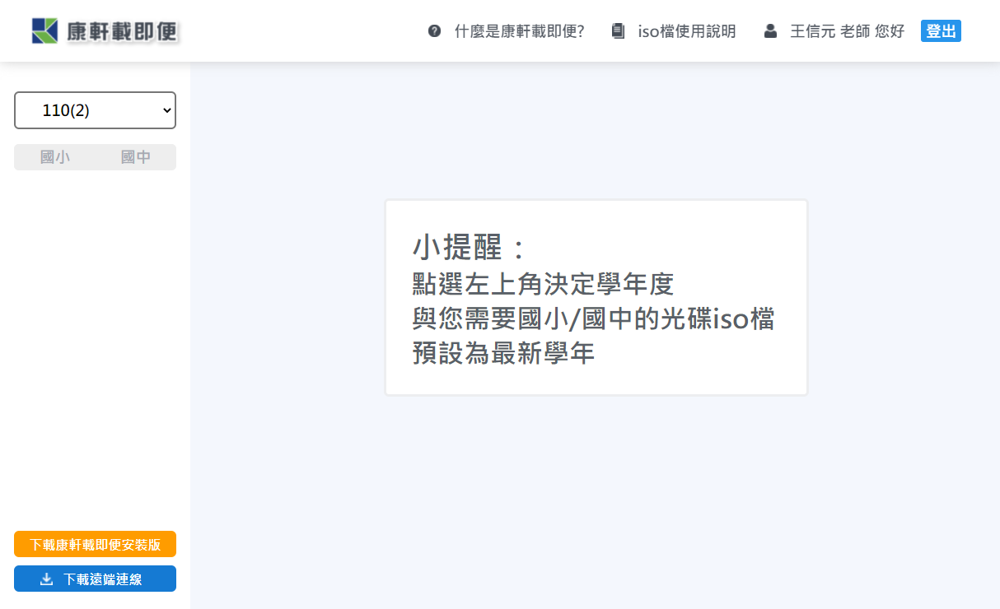 康軒載即便
什麼是康軒載即便?
iso檔使用說明
王信元 老師 您好
登出
110(2)
國小
國中
小提醒：
點選左上角決定學年度
與您需要國小/國中的光碟iso檔
預設為最新學年
下載康軒載即便安裝版
下載遠端連線